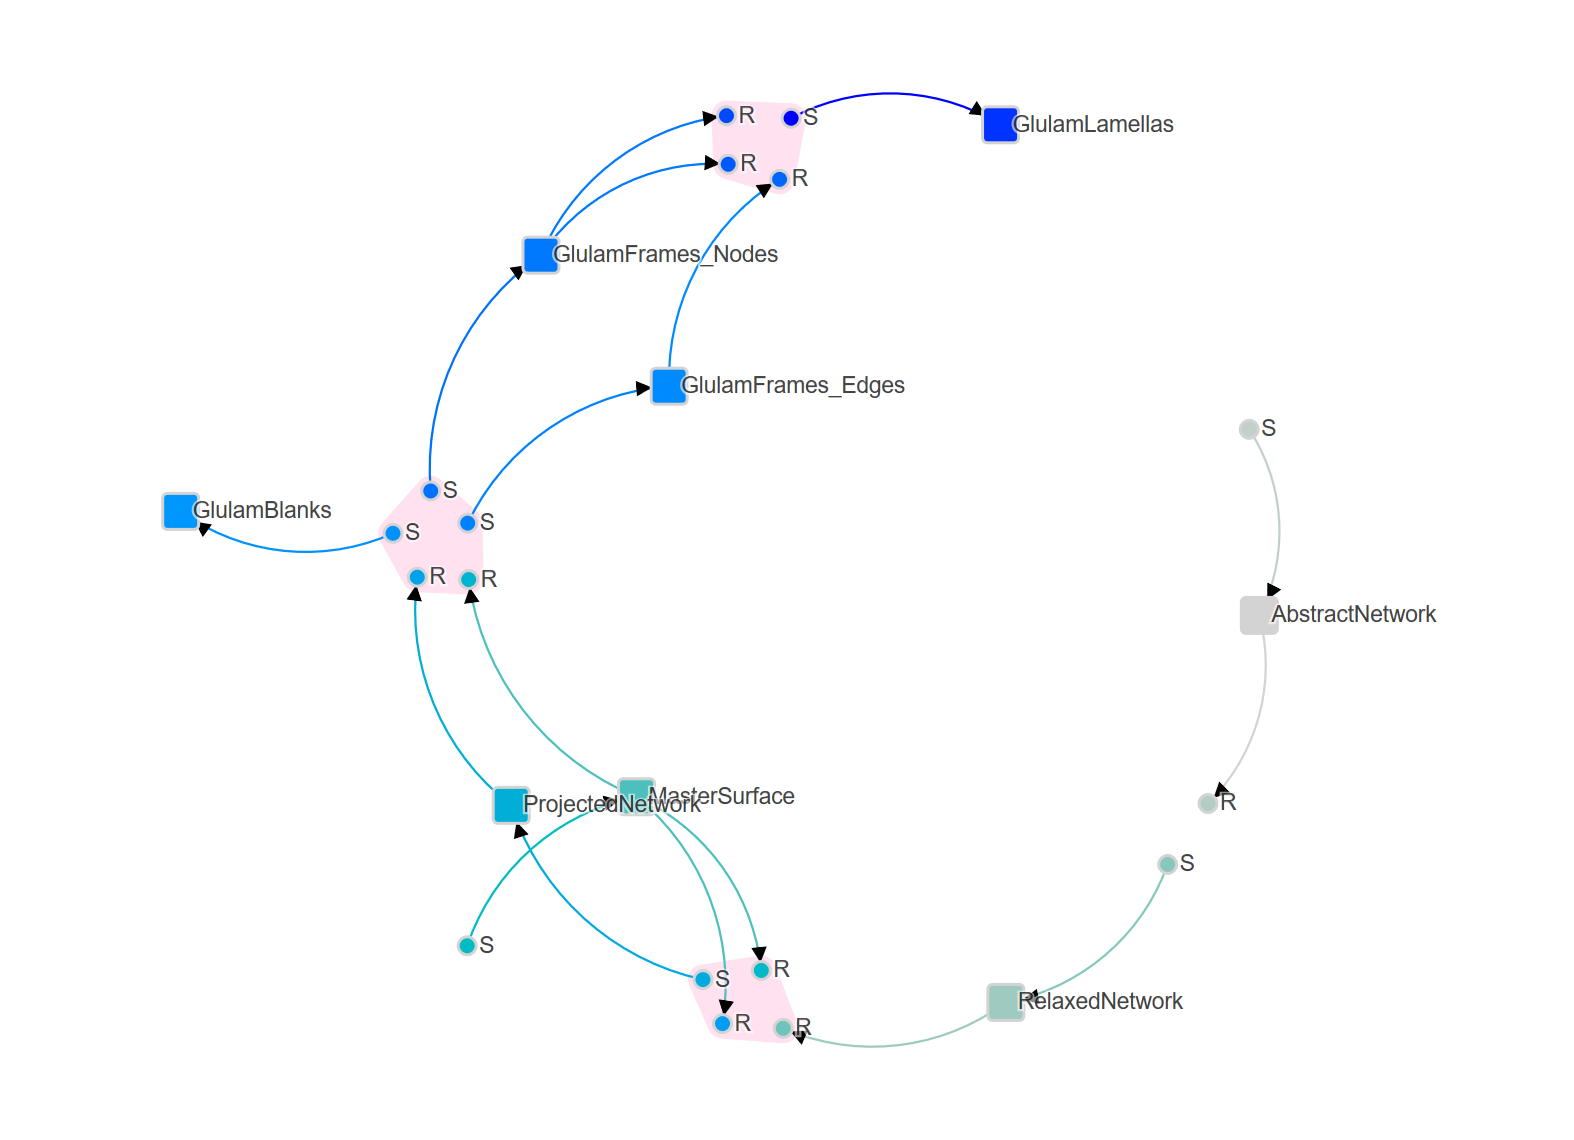 R
S
GlulamLamellas
R
R
GlulamFrames_Nodes
GlulamFrames_Edges
S
S
GlulamBlanks
S
S
R
R
AbstractNetwork
MasterSurface
ProjectedNetwork
R
S
S
R
S
RelaxedNetwork
R
R